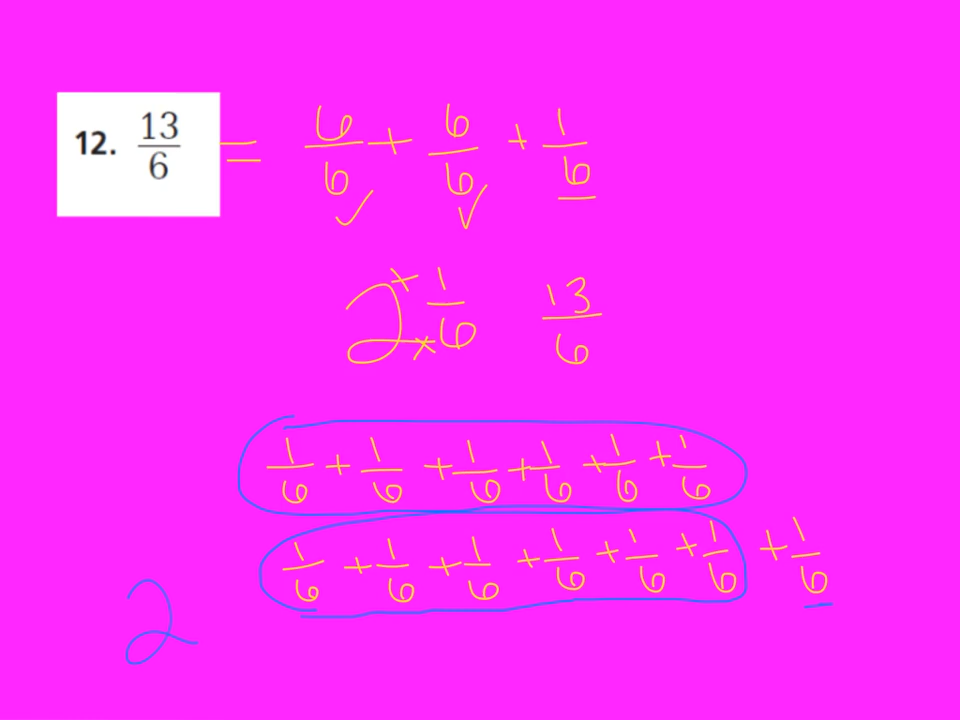 12. 13/6 = 6/6 + 6/6 + 1/6
2 + × 1/6 13/6
1/6 + 1/6 + 1/6 + 1/6 + 1/6 + 1/6
1/6 + 1/6 + 1/6 + 1/6 + 1/6 + 1/6 + 1/6
2